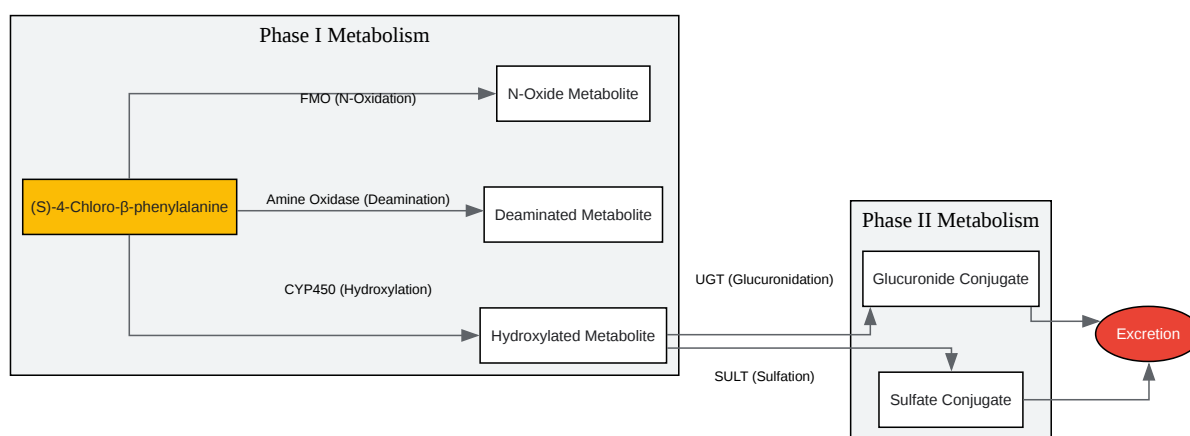 Phase I Metabolism
FMO (N-Oxidation)
N-Oxide Metabolite
(S)-4-Chloro-β-phenylalanine
Amine Oxidase (Deamination)
Deaminated Metabolite
CYP450 (Hydroxylation)
Hydroxylated Metabolite
UGT (Glucuronidation)
SULT (Sulfation)
Phase II Metabolism
Glucuronide Conjugate
Sulfate Conjugate
Excretion